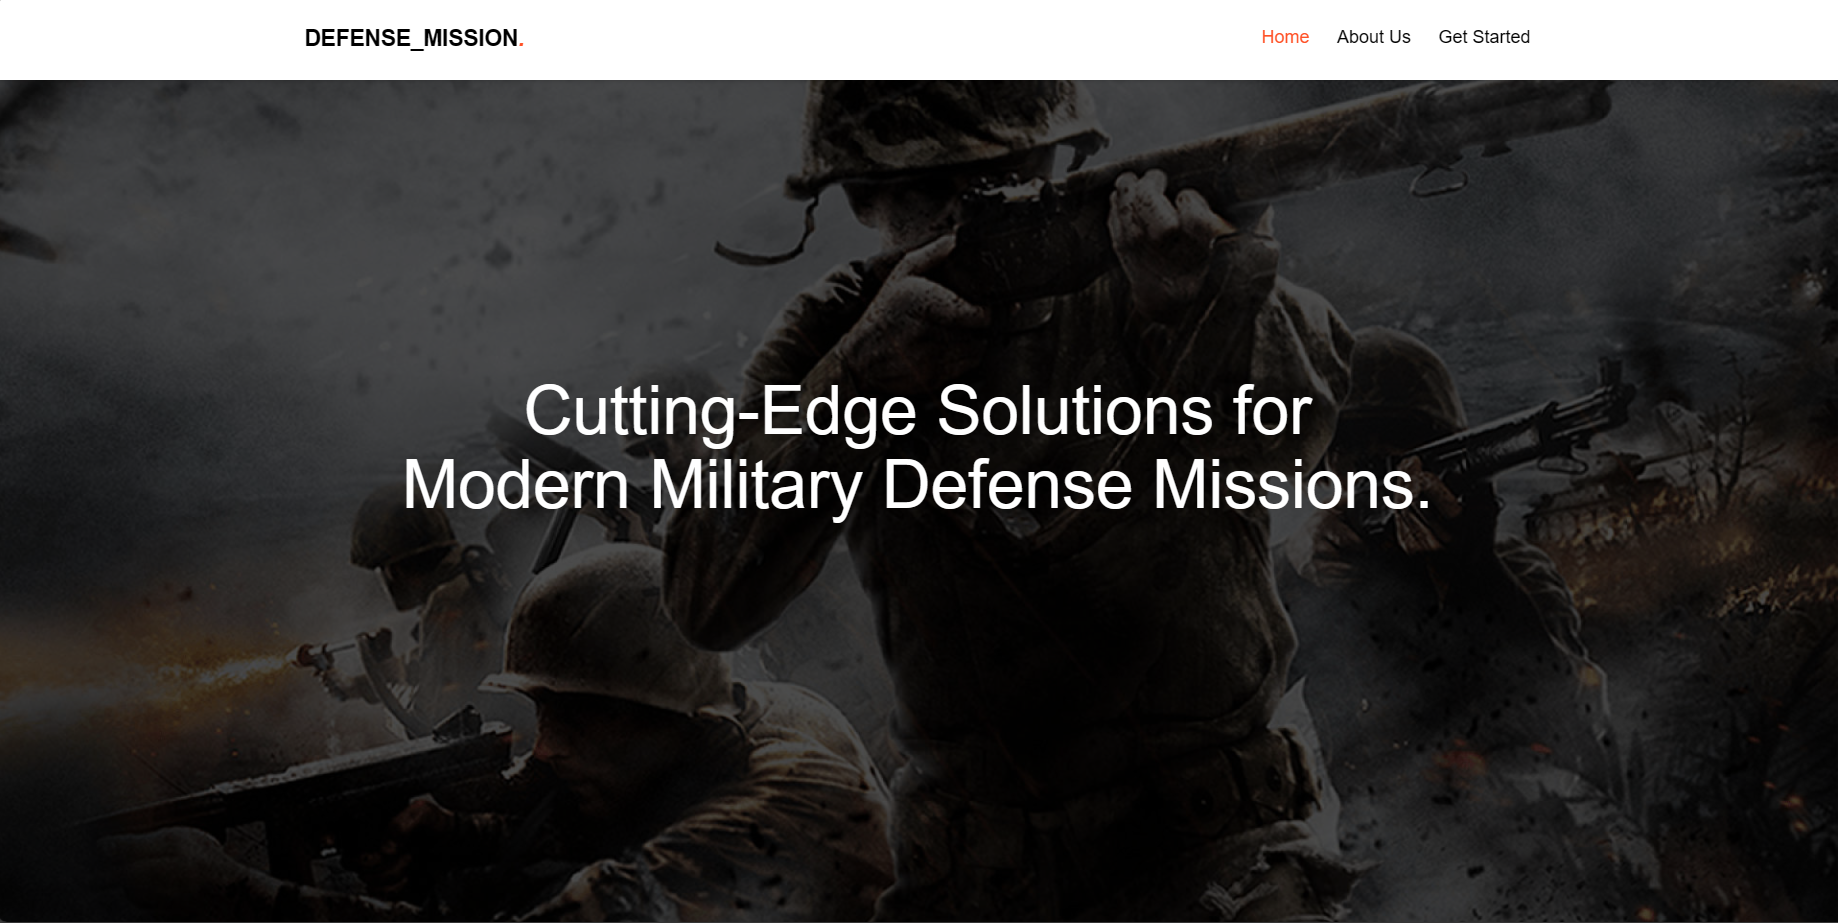 DEFENSE_MISSION.
Home About Us Get Started
Cutting-Edge Solutions for
Modern Military Defense Missions.